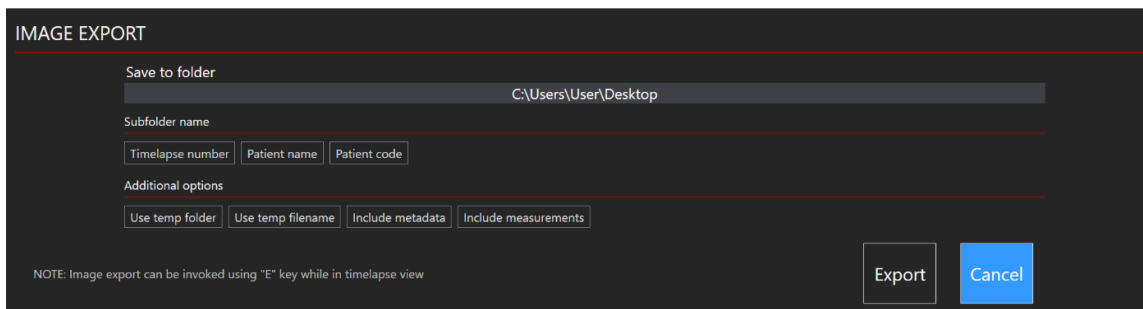 IMAGE EXPORT
Save to folder
C:\Users\User\Desktop
Subfolder name
Timelapse number Patient name Patient code
Additional options
Use temp folder Use temp filename Include metadata Include measurements
NOTE: Image export can be invoked using "E" key while in timelapse view
Export Cancel